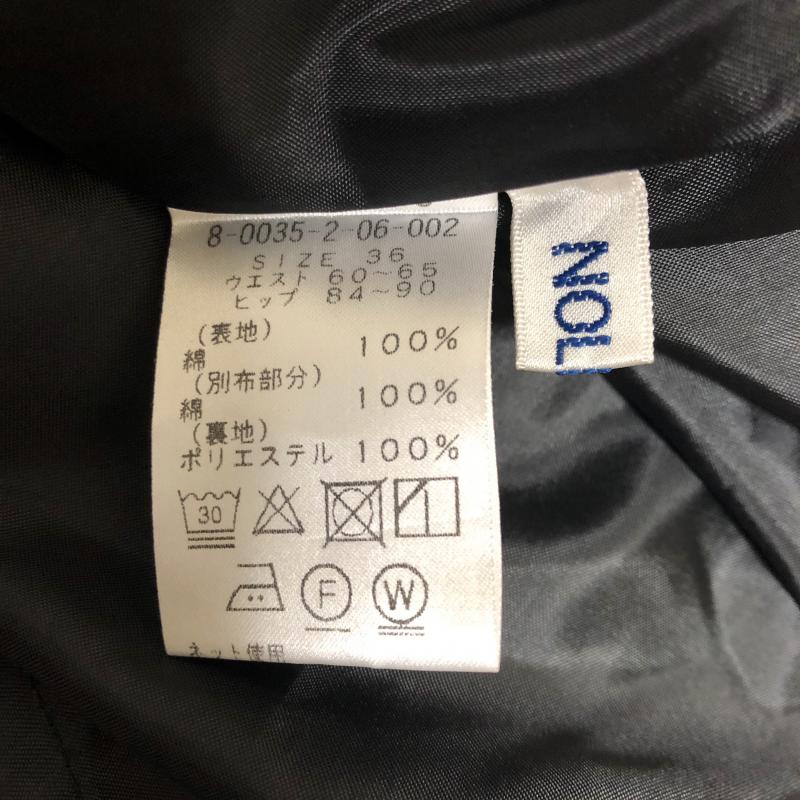 8-0035-2-06-002
SIZE 36
ウエスト 60~65
ヒップ 84~90
(表地)
綿 100%
(別布部分)
綿 100%
(裏地)
ポリエステル 100%
30
F
W
ネット使用
NOL